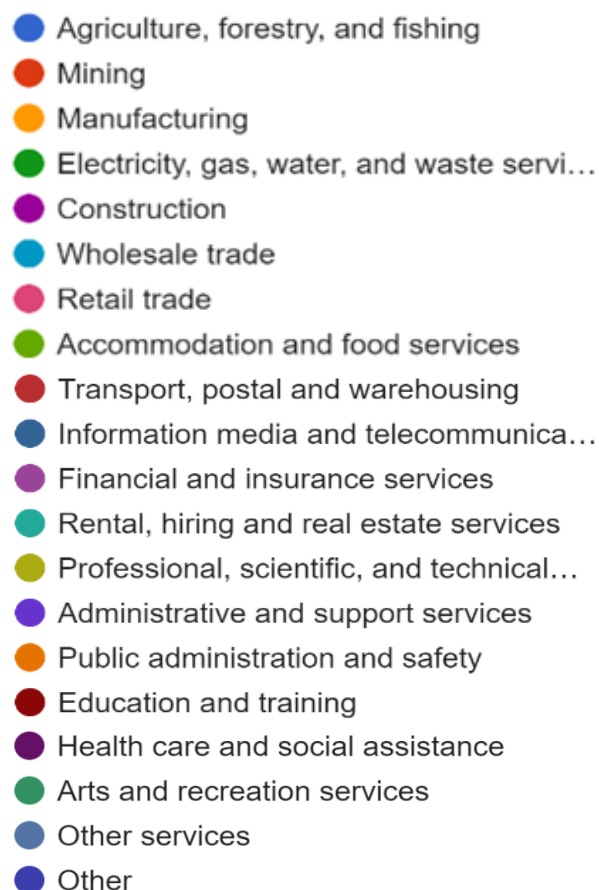 Agriculture, forestry, and fishing
Mining
Manufacturing
Electricity, gas, water, and waste servi...
Construction
Wholesale trade
Retail trade
Accommodation and food services
Transport, postal and warehousing
Information media and telecommunica...
Financial and insurance services
Rental, hiring and real estate services
Professional, scientific, and technical...
Administrative and support services
Public administration and safety
Education and training
Health care and social assistance
Arts and recreation services
Other services
Other